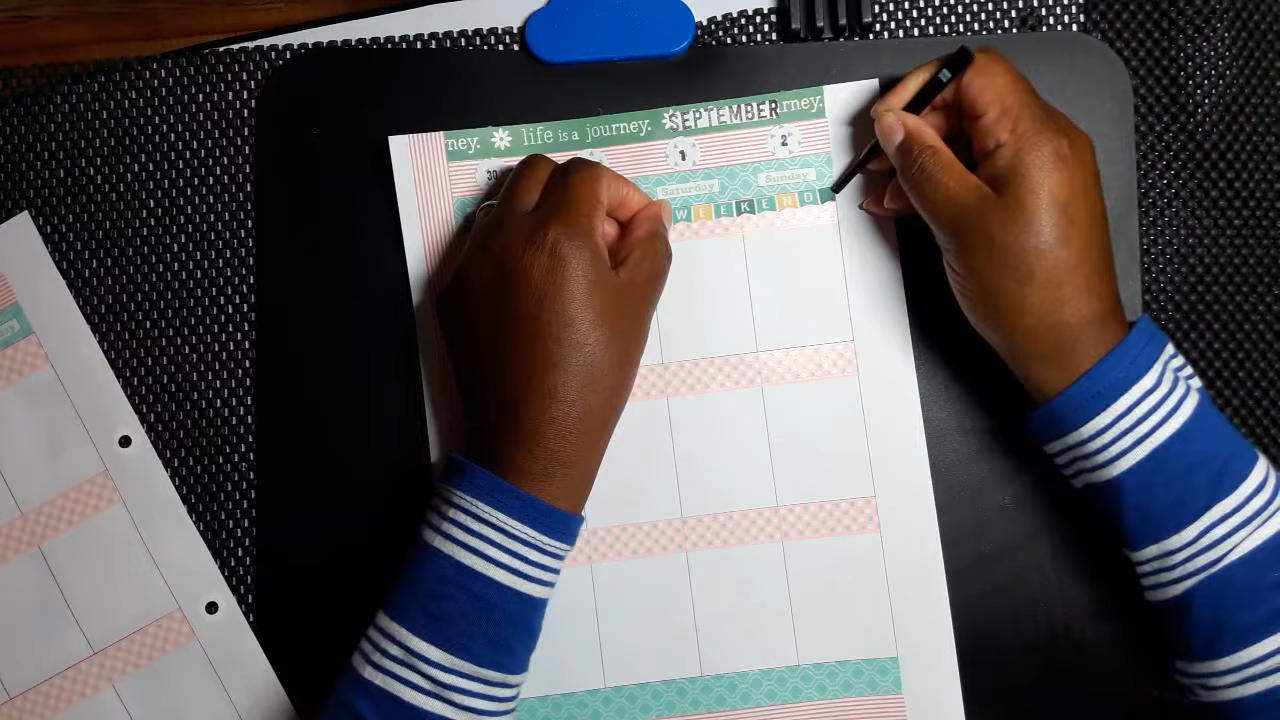 ney. life is a journey. SEPTEMBER rney.
30 1 2
Saturday Sunday
WEEKEND